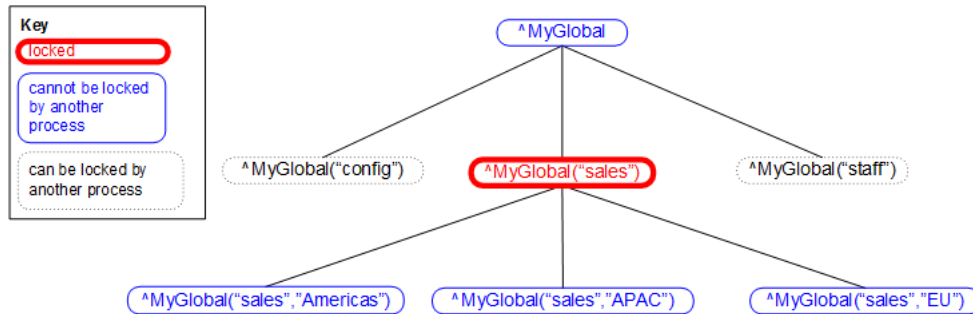 Key
locked
cannot be locked
by another
process
can be locked by
another process
^MyGlobal
^MyGlobal(“config”)
^MyGlobal(“sales”)
^MyGlobal(“staff”)
^MyGlobal(“sales”,”Americas”)
^MyGlobal(“sales”,”APAC”)
^MyGlobal(“sales”,”EU”)